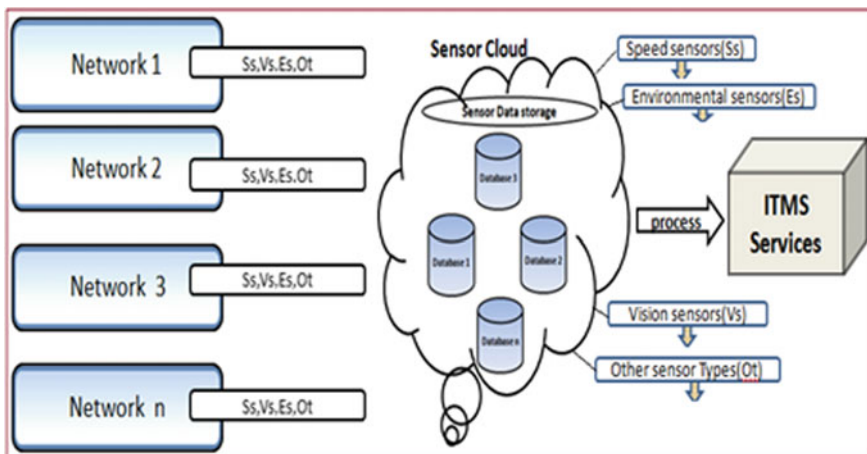 Network 1
Ss,Vs.Es,Ot
Network 2
Ss,Vs.Es.Ot
Network 3
Ss,Vs,Es,Ot
Network n
Ss,Vs.Es,Ot
Sensor Cloud
Sensor Data storage
Database 3
Database 1
Database 2
Database n
Speed sensors(Ss)
Environmental sensors(Es)
process
ITMS
Services
Vision sensors(Vs)
Other sensor Types(Ot)